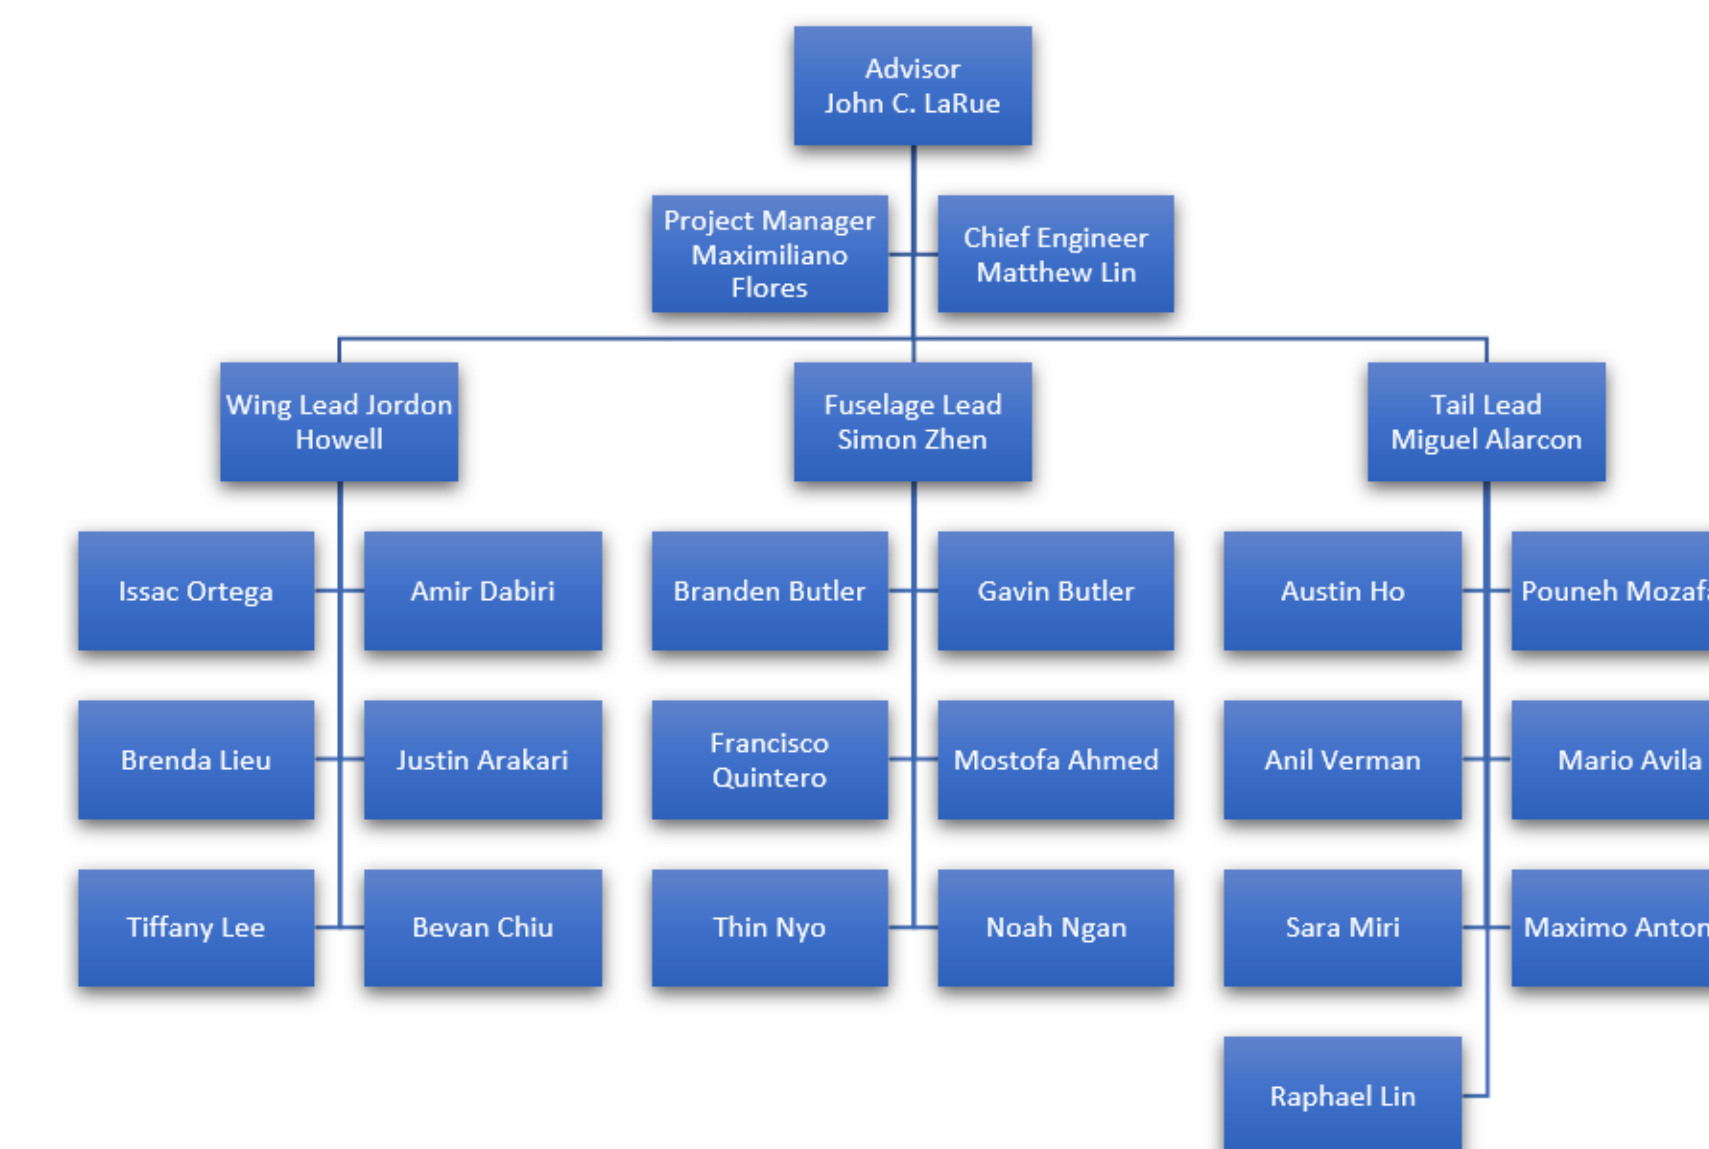 Advisor
John C. LaRue
Project Manager
Maximiliano
Flores
Chief Engineer
Matthew Lin
Wing Lead Jordon
Howell
Fuselage Lead
Simon Zhen
Tail Lead
Miguel Alarcon
Issac Ortega
Amir Dabiri
Branden Butler
Gavin Butler
Austin Ho
Pouneh
Brenda Lieu
Justin Arakari
Francisco
Quintero
Mostofa Ahmed
Anil Verman
Mario Avila
Tiffany Lee
Bevan Chiu
Thin Nyo
Noah Ngan
Sara Miri
Maximo
Raphael Lin